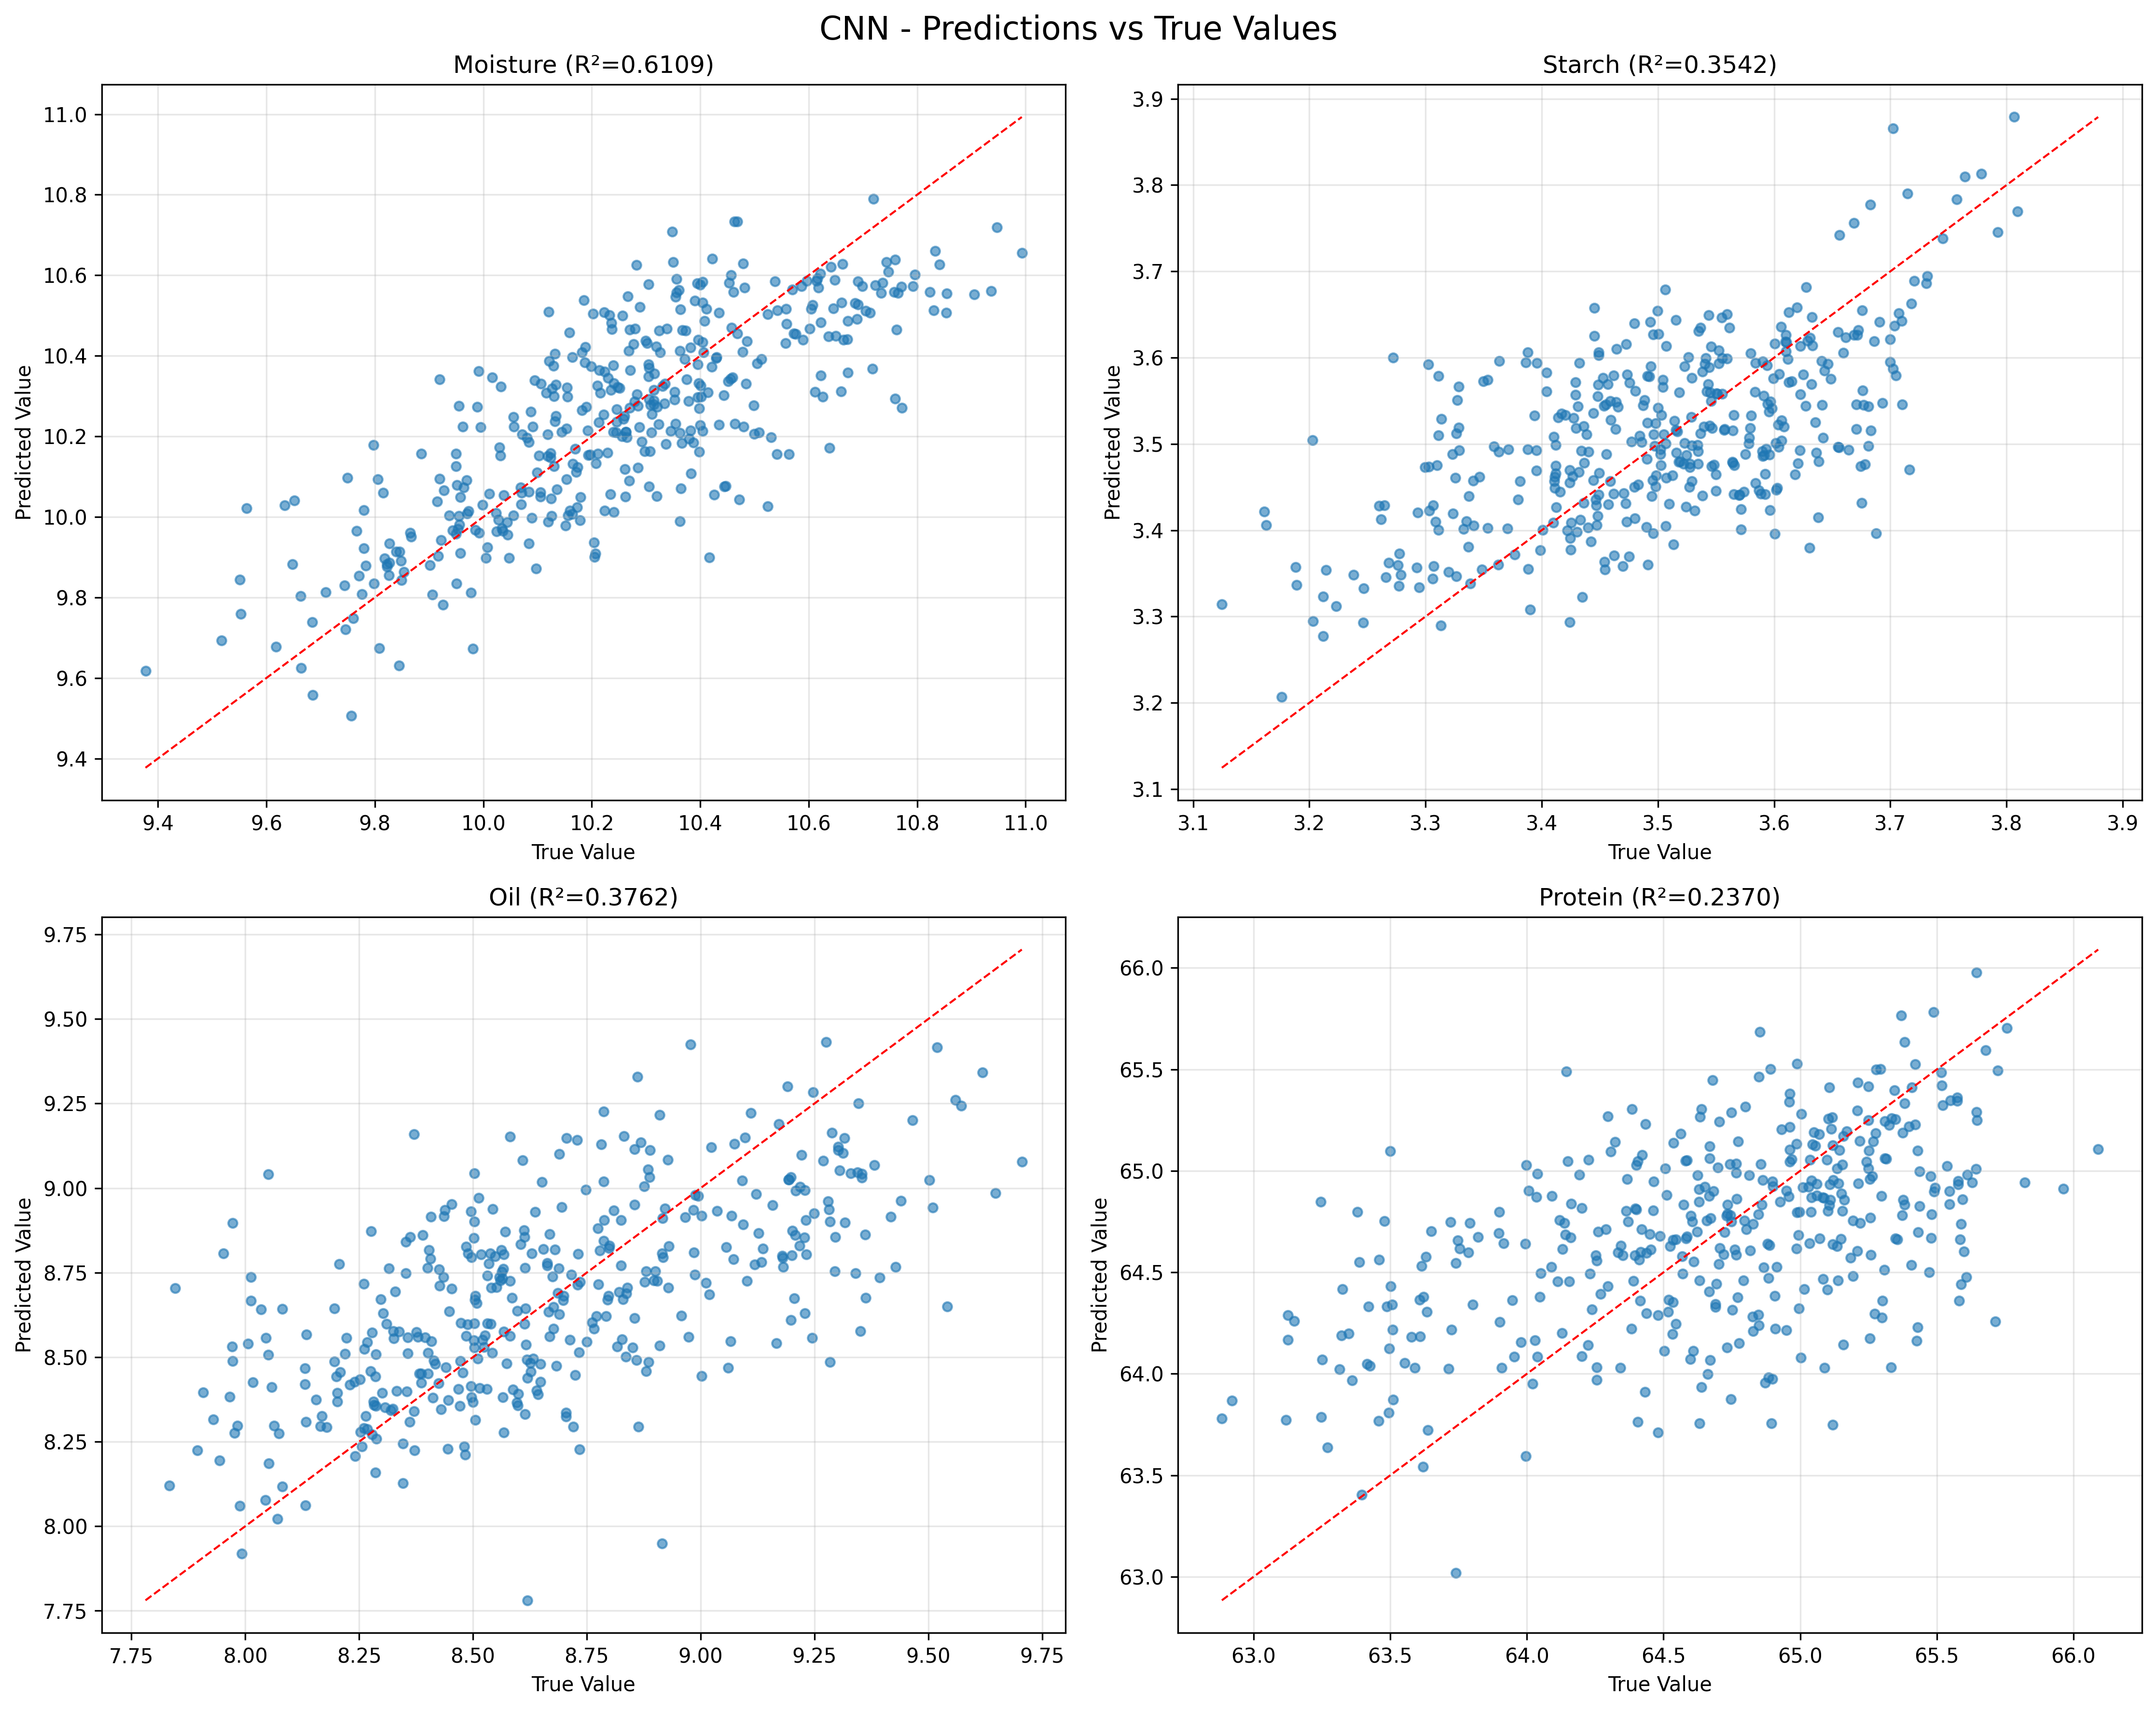 CNN - Predictions vs True Values
Moisture (R²=0.6109)
11.0
10.8
10.6
10.4
10.2
10.0
9.8
9.6
9.4
Predicted Value
9.4 9.6 9.8 10.0 10.2 10.4 10.6 10.8 11.0
True Value
Starch (R²=0.3542)
3.9
3.8
3.7
3.6
3.5
3.4
3.3
3.2
3.1
Predicted Value
3.1 3.2 3.3 3.4 3.5 3.6 3.7 3.8 3.9
True Value
Oil (R²=0.3762)
9.75
9.50
9.25
9.00
8.75
8.50
8.25
8.00
7.75
Predicted Value
7.75 8.00 8.25 8.50 8.75 9.00 9.25 9.50 9.75
True Value
Protein (R²=0.2370)
66.0
65.5
65.0
64.5
64.0
63.5
63.0
Predicted Value
63.0 63.5 64.0 64.5 65.0 65.5 66.0
True Value